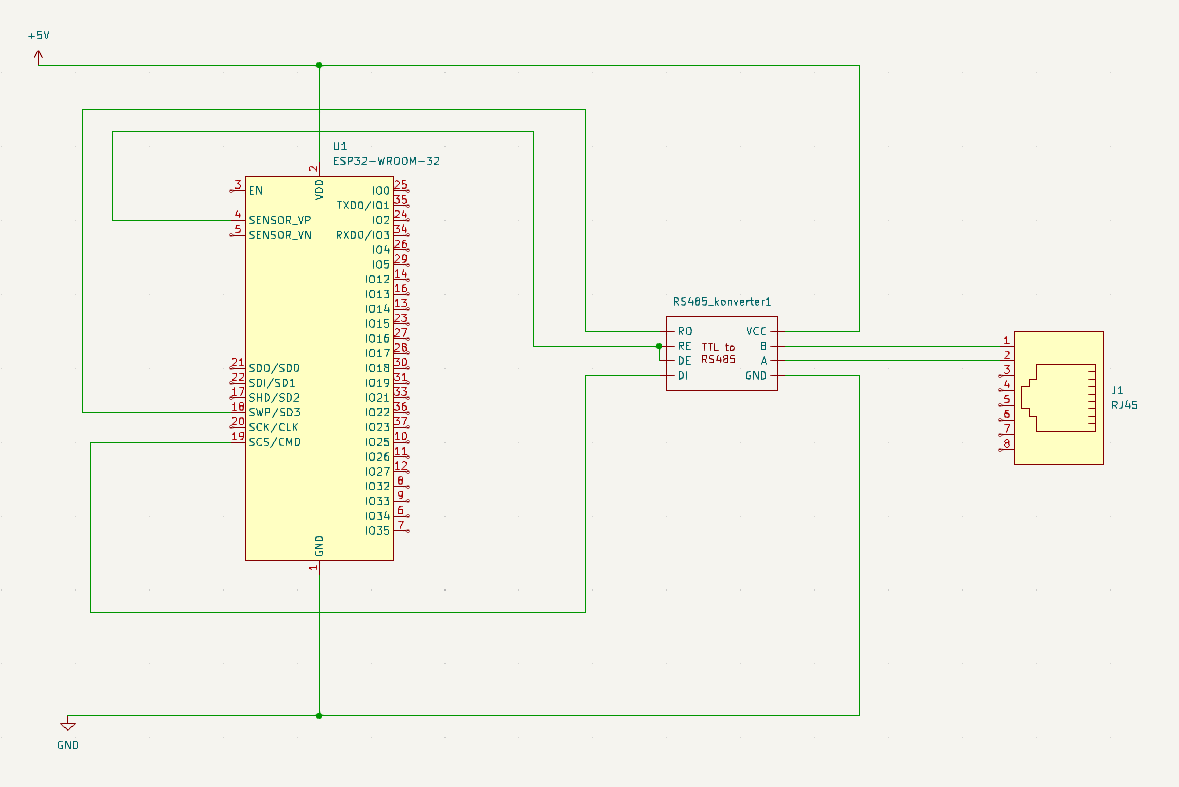 +5V
U1
ESP32-WROOM-32
2
VDD
3
EN
4
SENSOR_VP
5
SENSOR_VN
21
SDO/SD0
22
SDI/SD1
17
SHD/SD2
18
SWP/SD3
20
SCK/CLK
19
SCS/CMD
IO0
25
TXD0/IO1
35
IO2
24
RXD0/IO3
34
IO4
26
IO5
29
IO12
14
IO13
16
IO14
13
IO15
23
IO16
27
IO17
28
IO18
30
IO19
31
IO21
33
IO22
36
IO23
37
IO25
10
IO26
11
IO27
12
IO32
8
IO33
9
IO34
6
IO35
7
GND
1
RS485_konverter1
RO
RE
DE
DI
TTL to
RS485
VCC
B
A
GND
1
2
3
4
5
6
7
8
J1
RJ45
GND